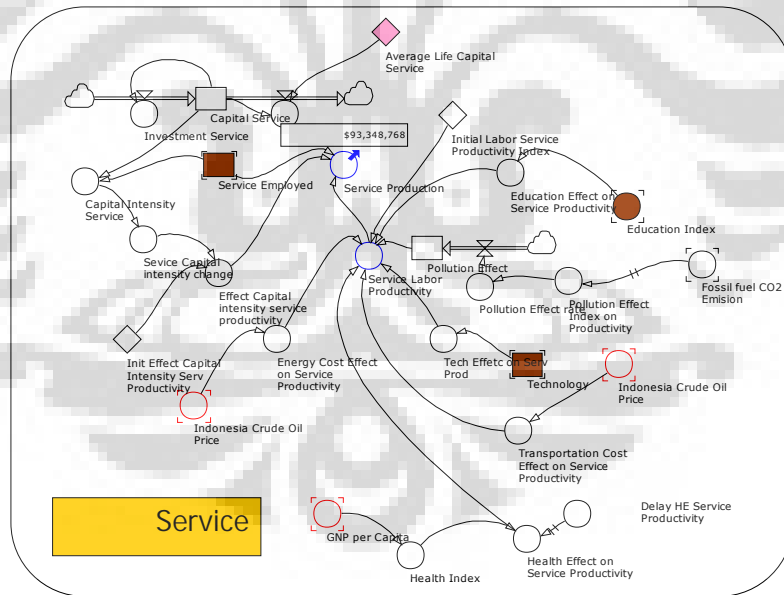 Average Life Capital
Service
Capital Service
Investment Service
$93,348,768
Initial Labor Service
Productivity Index
Service Employed
Service Production
Education Effect on
Service Productivity
Education Index
Capital Intensity
Service
Sevice Capital
intensity change
Pollution Effect
Service Labor
Productivity
Effect Capital
intensity service
productivity
Pollution Effect rate
Pollution Effect
Index on
Productivity
Fossil fuel CO2
Emision
Init Effect Capital
Intensity Serv
Productivity
Energy Cost Effect
on Service
Productivity
Tech Effetc on Serv
Prod
Technology
Indonesia Crude Oil
Price
Indonesia Crude Oil
Price
Transportation Cost
Effect on Service
Productivity
Service
GNP per Capita
Delay HE Service
Productivity
Health Index
Health Effect on
Service Productivity